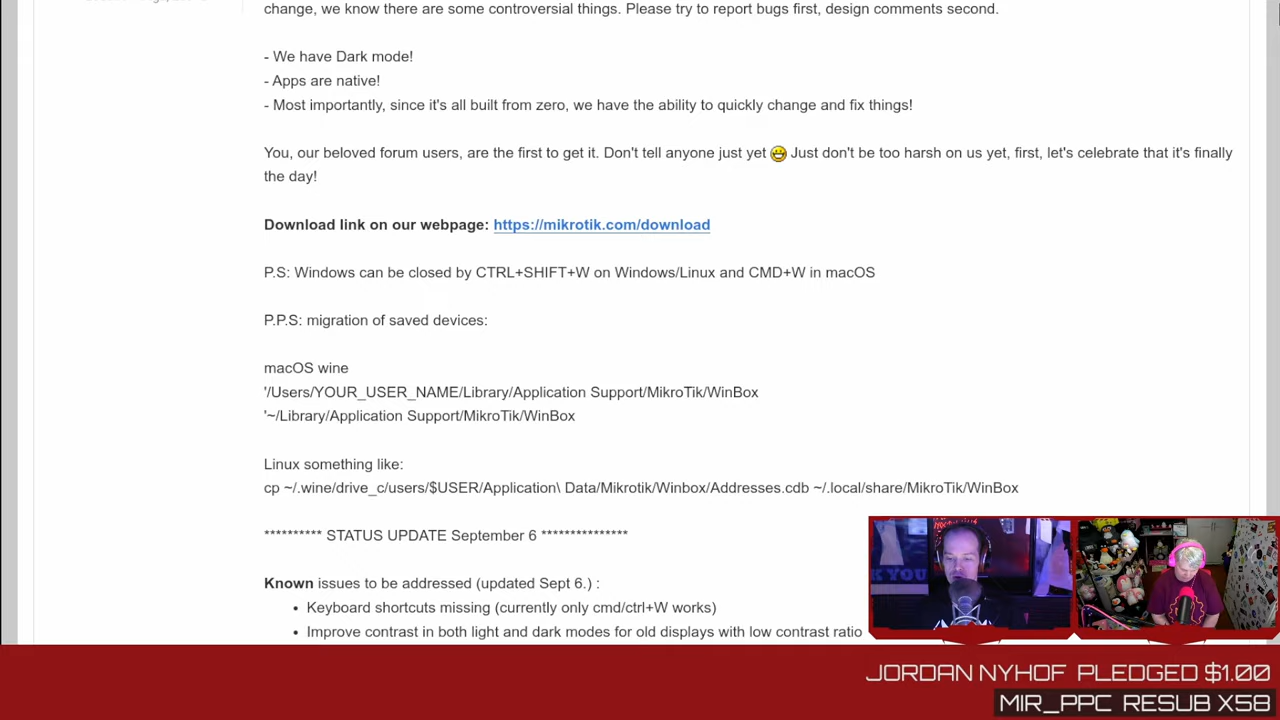 change, we know there are some controversial things. Please try to report bugs first, design comments second.
- We have Dark mode!
- Apps are native!
- Most importantly, since it's all built from zero, we have the ability to quickly change and fix things!
You, our beloved forum users, are the first to get it. Don't tell anyone just yet Just don't be too harsh on us yet, first, let's celebrate that it's finally
the day!
Download link on our webpage: https://mikrotik.com/download
P.S: Windows can be closed by CTRL+SHIFT+W on Windows/Linux and CMD+W in macOS
P.P.S: migration of saved devices:
macOS wine
'/Users/YOUR_USER_NAME/Library/Application Support/MikroTik/WinBox
'~/Library/Application Support/MikroTik/WinBox
Linux something like:
cp ~/.wine/drive_c/users/$USER/Application\ Data/Mikrotik/Winbox/Addresses.cdb ~/.local/share/MikroTik/WinBox
********** STATUS UPDATE September 6 ***************
Known issues to be addressed (updated Sept 6.) :
• Keyboard shortcuts missing (currently only cmd/ctrl+W works)
• Improve contrast in both light and dark modes for old displays with low contrast ratio
JORDAN NYHOF PLEDGED $1.00
MIR_PPC RESUB X58